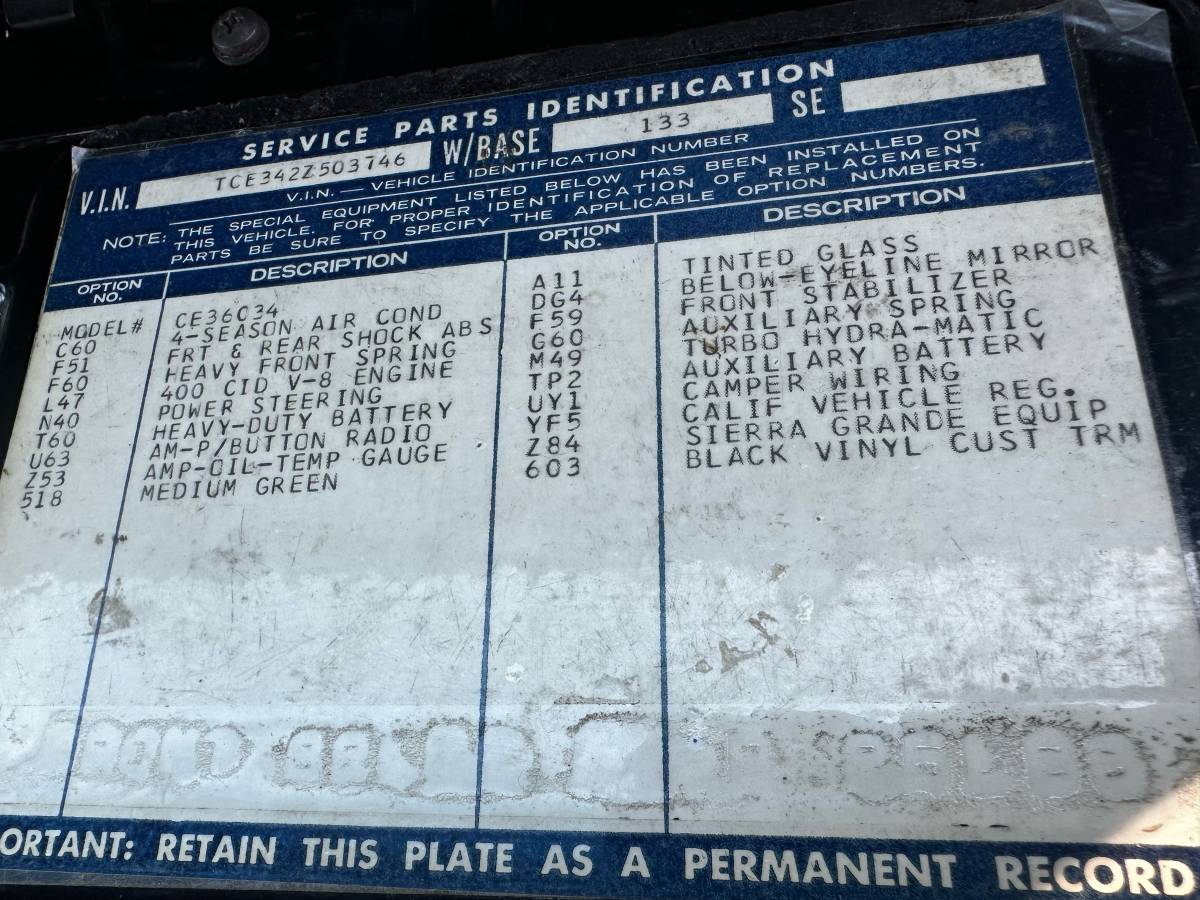 SERVICE PARTS IDENTIFICATION
V.I.N. TCE342Z503746 W/BASE 133 SE
V.I.N. — VEHICLE IDENTIFICATION NUMBER
NOTE: THE SPECIAL EQUIPMENT LISTED BELOW HAS BEEN INSTALLED ON
THIS VEHICLE. FOR PROPER IDENTIFICATION OF REPLACEMENT
PARTS BE SURE TO SPECIFY THE APPLICABLE OPTION NUMBERS.
OPTION NO. DESCRIPTION OPTION NO. DESCRIPTION
MODEL# CE36C34
C60 4-SEASON AIR COND
F51 FRT & REAR SHOCK ABS
F60 HEAVY FRONT SPRING
L47 400 CID V-8 ENGINE
N40 POWER STEERING
T60 HEAVY-DUTY BATTERY
U63 AM-P/BUTTON RADIO
Z53 AMP-OIL-TEMP GAUGE
518 MEDIUM GREEN
A11 TINTED GLASS
DG4 BELOW-EYELINE MIRROR
F59 FRONT STABILIZER
G60 AUXILIARY SPRING
M49 TURBO HYDRA-MATIC
TP2 AUXILIARY BATTERY
UY1 CAMPER WIRING
YF5 CALIF VEHICLE REG.
Z84 SIERRA GRANDE EQUIP
603 BLACK VINYL CUST TRM
ORTANT: RETAIN THIS PLATE AS A PERMANENT RECORD